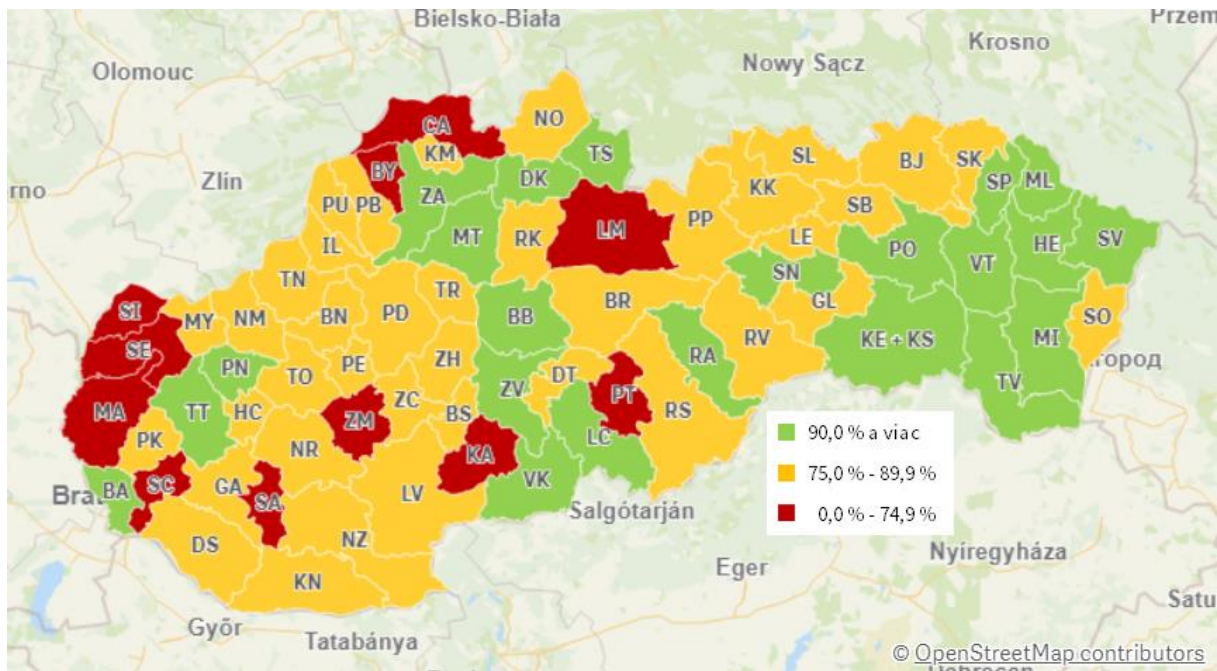 Bielsko-Biała
Krosno
Olomouc
Nowy Sącz
CA
NO
KM
BY
TS
SL
BJ
SK
Zlín
DK
SP
ML
ZA
KK
PU
PB
SB
MT
RK
LM
PP
IL
LE
PO
HE
SV
VT
SN
TN
TR
BR
GL
SI
MY
NM
BN
PD
BB
SO
SE
RV
KE + KS
MI
PN
PE
ZH
RA
TO
DT
ZV
TV
MA
TT
HC
ZC
BS
PT
RS
ZM
PK
NR
KA
LC
90,0 % a viac
75,0 % - 89,9 %
0,0 % - 74,9 %
BA
SC
GA
SA
LV
VK
Salgótarján
DS
NZ
Nyíregyháza
KN
Eger
Győr
Tatabánya
© OpenStreetMap contributors